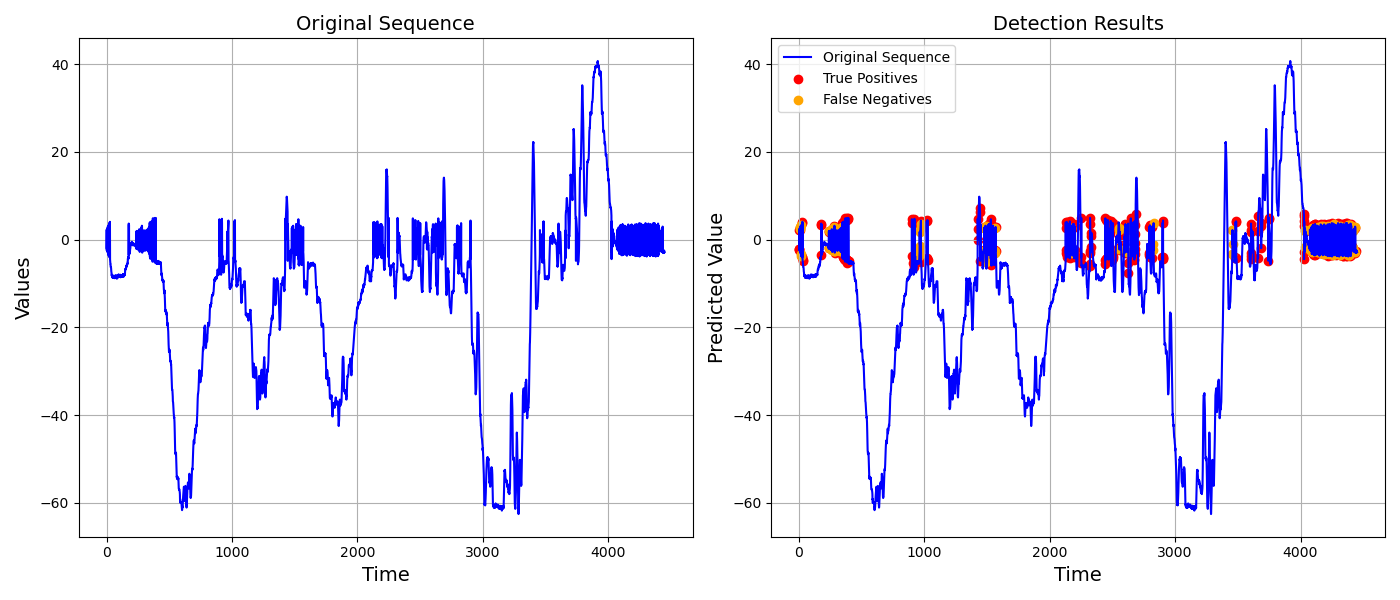 Original Sequence
Values
40
20
0
−20
−40
−60
0
1000
2000
3000
4000
Time
Detection Results
Original Sequence
True Positives
False Negatives
Predicted Value
40
20
0
−20
−40
−60
0
1000
2000
3000
4000
Time